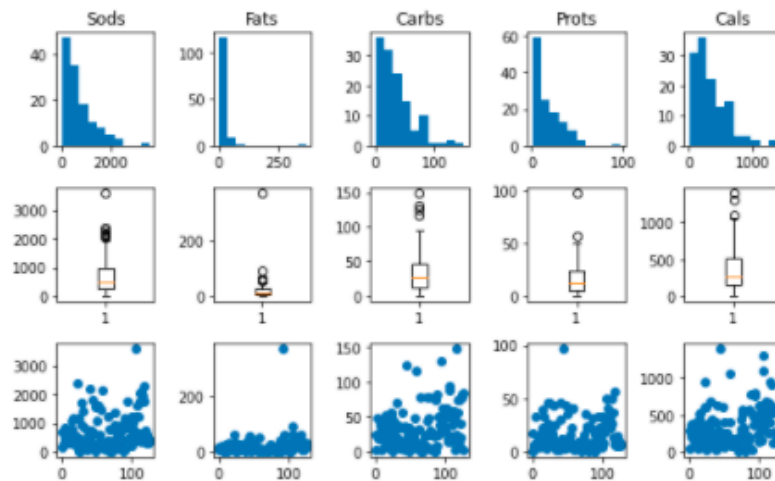 Sods Fats Carbs Prots Cals
40 20 0 0 2000
100 50 0 0 250
30 20 10 0 0 100
60 40 20 0 0 100
30 20 10 0 0 1000
3000 2000 1000 0 1
200 0 1
150 100 50 0 1
100 50 0 1
1000 500 0 1
3000 2000 1000 0 0 100
200 0 0 100
150 100 50 0 0 100
100 50 0 0 100
1000 500 0 0 100